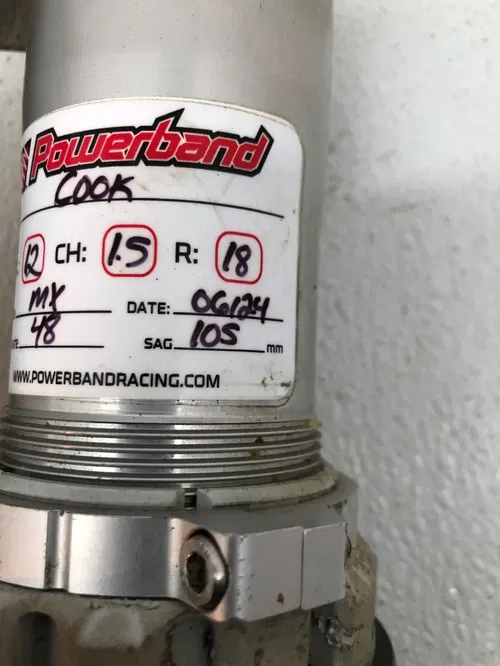 Powerband
COOK
12 CH: 1.5 R: 18
MX DATE: 06/24
48 SAG 105 mm
WWW.POWERBANDRACING.COM